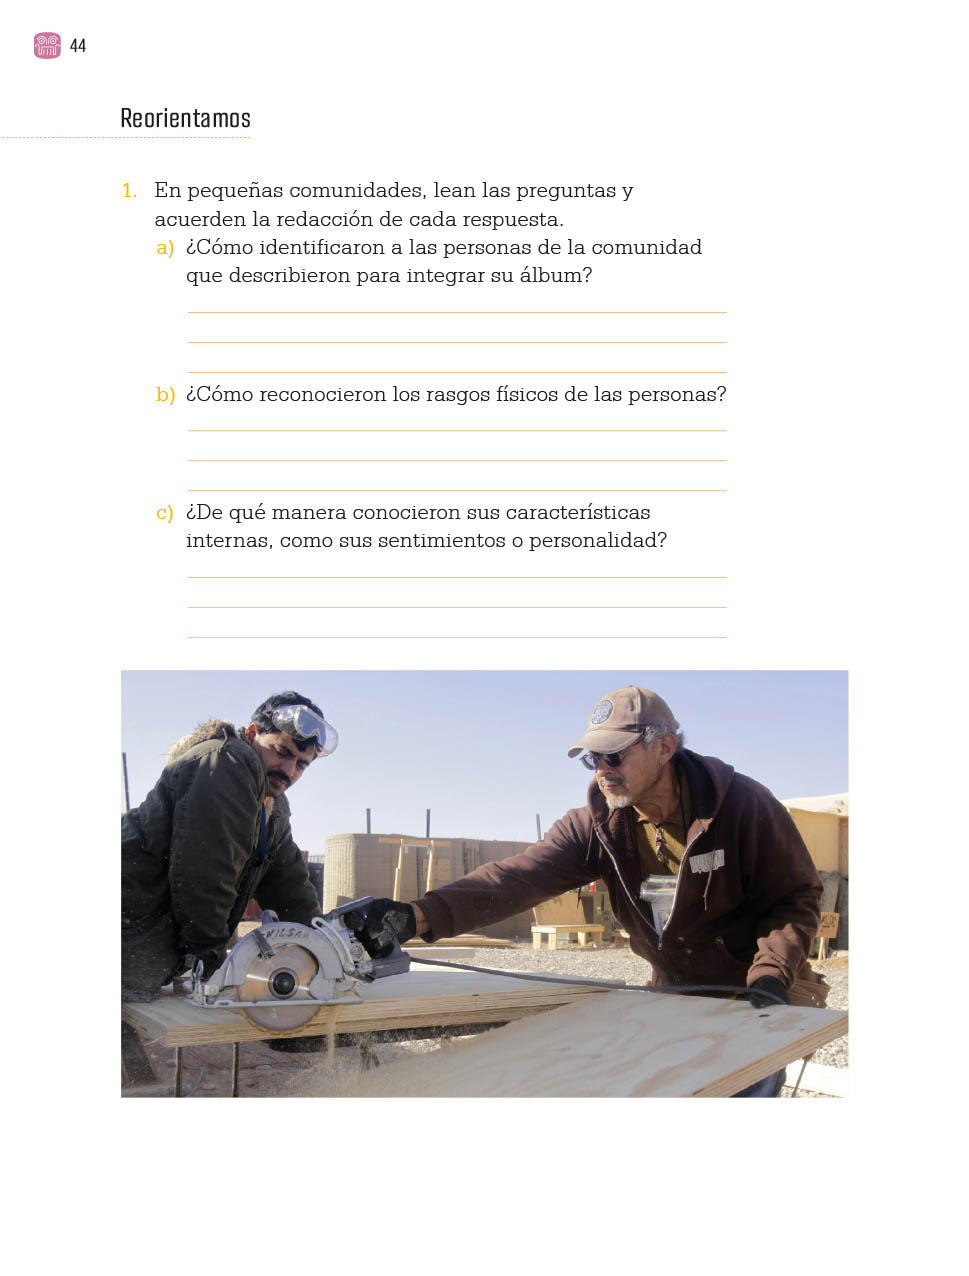 44
Reorientamos
1. En pequeñas comunidades, lean las preguntas y
acuerden la redacción de cada respuesta.
a) ¿Cómo identificaron a las personas de la comunidad
que describieron para integrar su álbum?
b) ¿Cómo reconocieron los rasgos físicos de las personas?
c) ¿De qué manera conocieron sus características
internas, como sus sentimientos o personalidad?